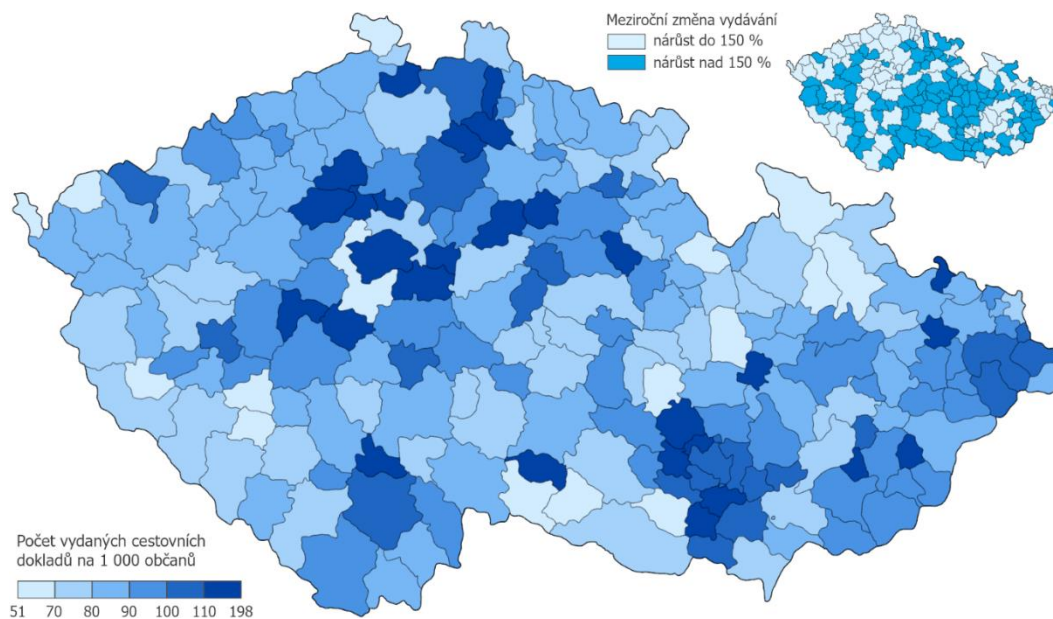 Meziroční změna vydávání
nárůst do 150 %
nárůst nad 150 %
Počet vydaných cestovních
dokladů na 1 000 občanů
51 70 80 90 100 110 198